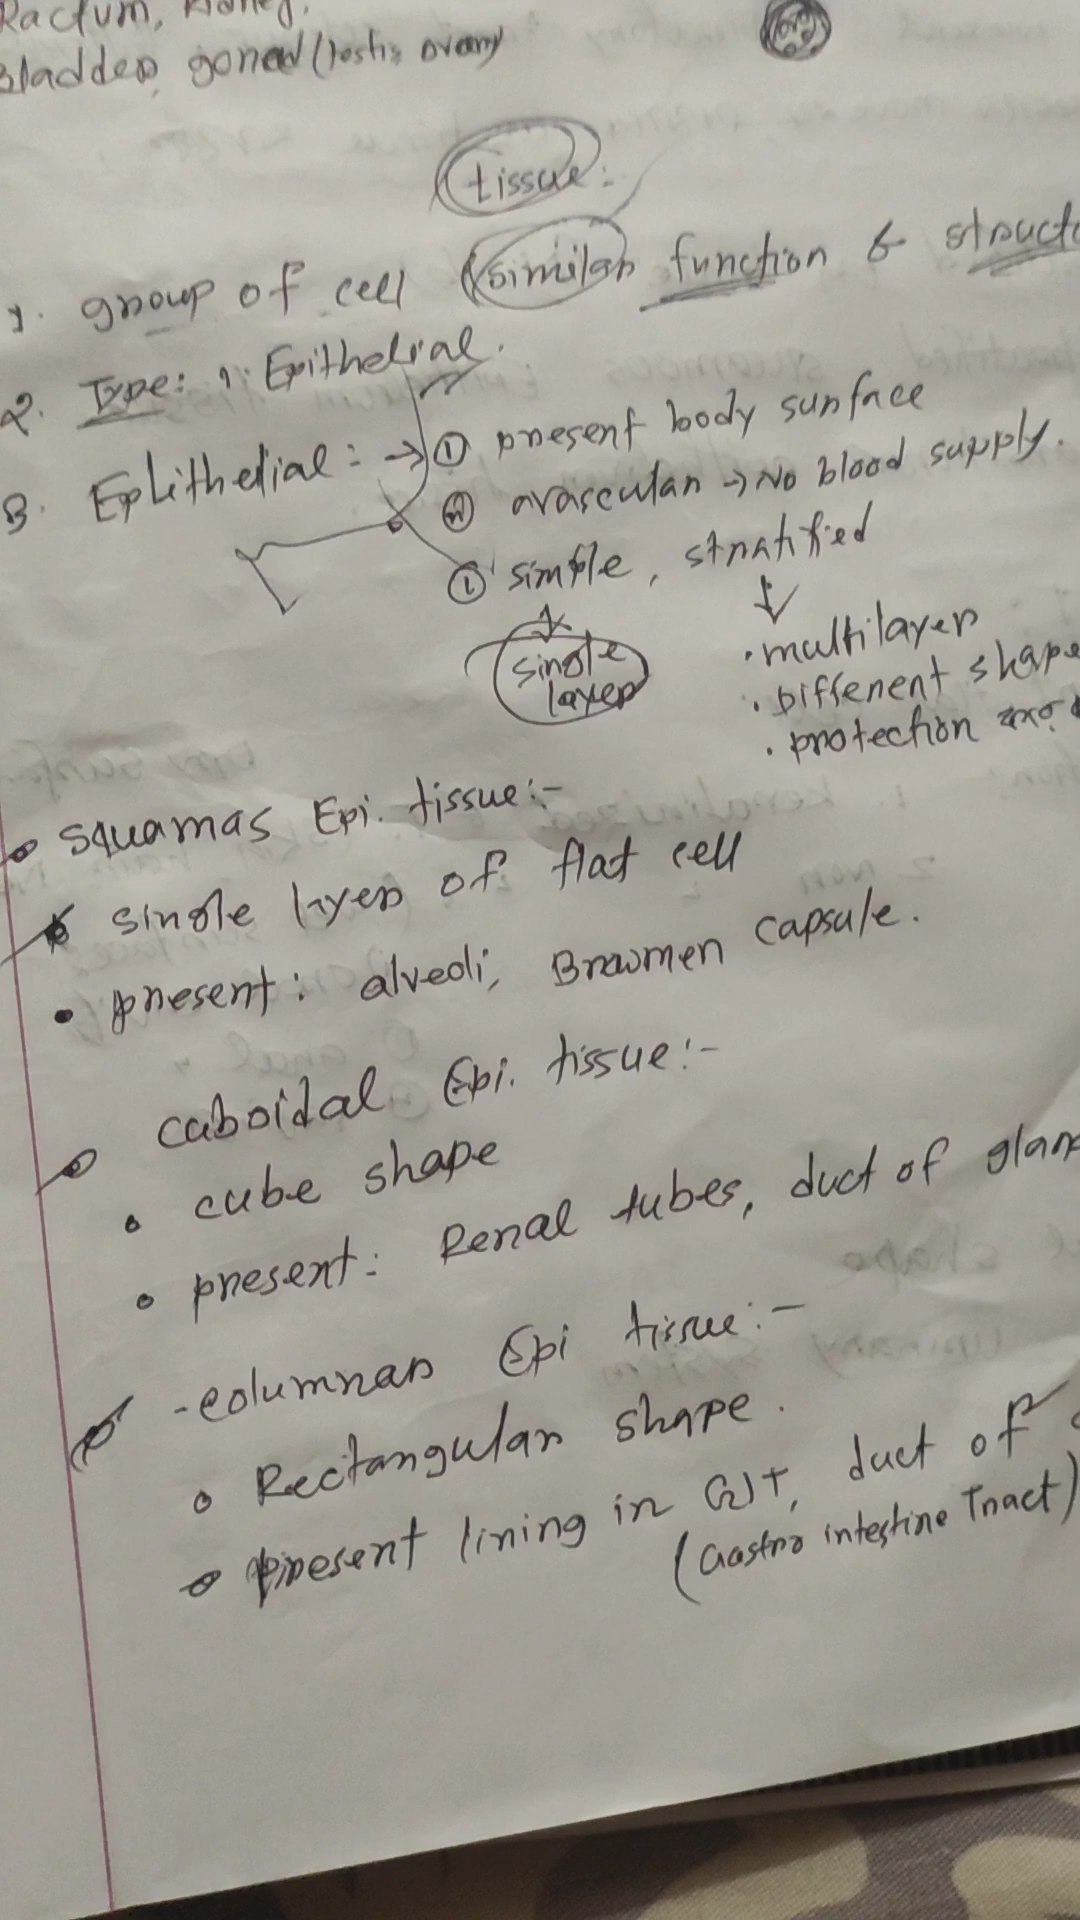 Ractum, Kidney.
Bladder, gonad (testis ovary
tissue:
1. group of cell (similar function & struct
2. Type: 1. Epithelial.
3. Eplithelial: → ① present body surface
② avascular → No blood supply.
① simple, stratified
single layer
• multilayer
• Different shape
• protection
squamas Epi. tissue:-
single layer of flat cell
• present: alveoli, Browmen capsule.
caboidal Epi. tissue:-
• cube shape
• present: Renal tubes, duct of glan
-columnar Epi tissue:-
• Rectangular shape.
• present lining in GIT, duct of
(Gastro intestine Tract)